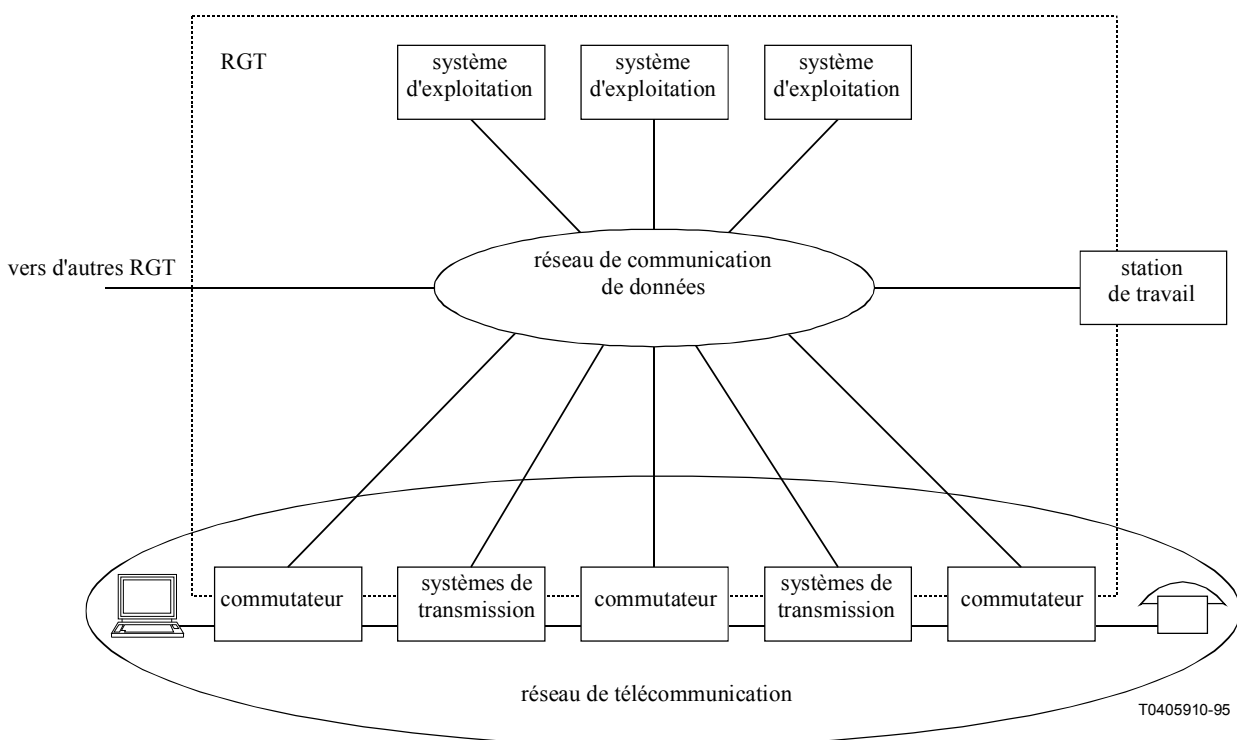 RGT
système
d'exploitation
système
d'exploitation
système
d'exploitation
vers d'autres RGT
réseau de communication
de données
station
de travail
commutateur
systèmes de
transmission
commutateur
systèmes de
transmission
commutateur
réseau de télécommunication
T0405910-95